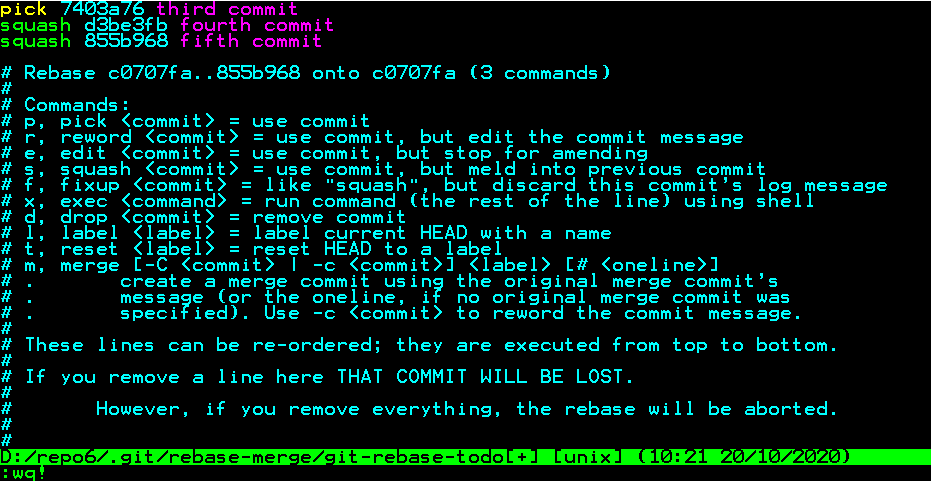 pick 7403a76 third commit
squash d3be3fb fourth commit
squash 855b968 fifth commit
# Rebase c0707fa..855b968 onto c0707fa (3 commands)
#
# Commands:
# p, pick <commit> = use commit
# r, reword <commit> = use commit, but edit the commit message
# e, edit <commit> = use commit, but stop for amending
# s, squash <commit> = use commit, but meld into previous commit
# f, fixup <commit> = like "squash", but discard this commit's log message
# x, exec <command> = run command (the rest of the line) using shell
# d, drop <commit> = remove commit
# l, label <label> = label current HEAD with a name
# t, reset <label> = reset HEAD to a label
# m, merge [-C <commit> | -c <commit>] <label> [# <oneline>]
# .       create a merge commit using the original merge commit's
# .       message (or the oneline, if no original merge commit was
# .       specified). Use -c <commit> to reword the commit message.
#
# These lines can be re-ordered; they are executed from top to bottom.
#
# If you remove a line here THAT COMMIT WILL BE LOST.
#
#       However, if you remove everything, the rebase will be aborted.
#
#
D:/repo6/.git/rebase-merge/git-rebase-todo[+] [unix] (10:21 20/10/2020)
:wq!